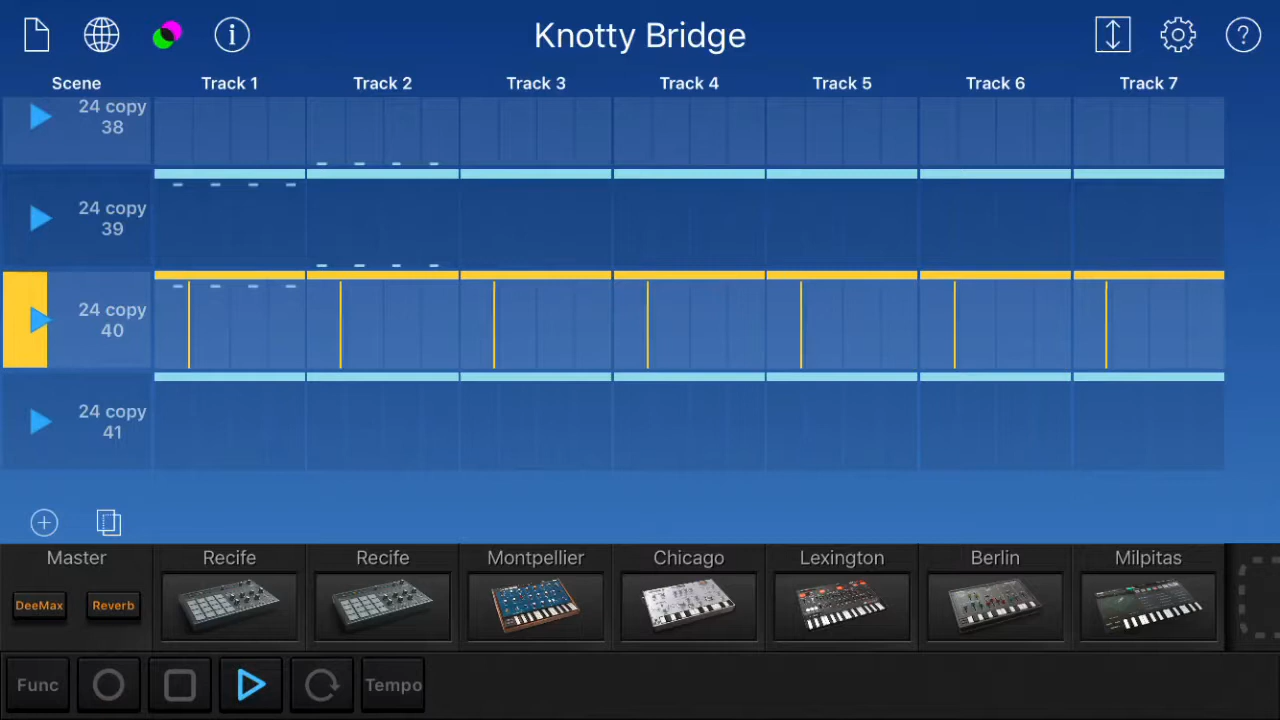 Knotty Bridge
Scene Track 1 Track 2 Track 3 Track 4 Track 5 Track 6 Track 7
24 copy
38
24 copy
39
24 copy
40
24 copy
41
Master Recife Recife Montpellier Chicago Lexington Berlin Milpitas
DeeMax Reverb
Func Tempo